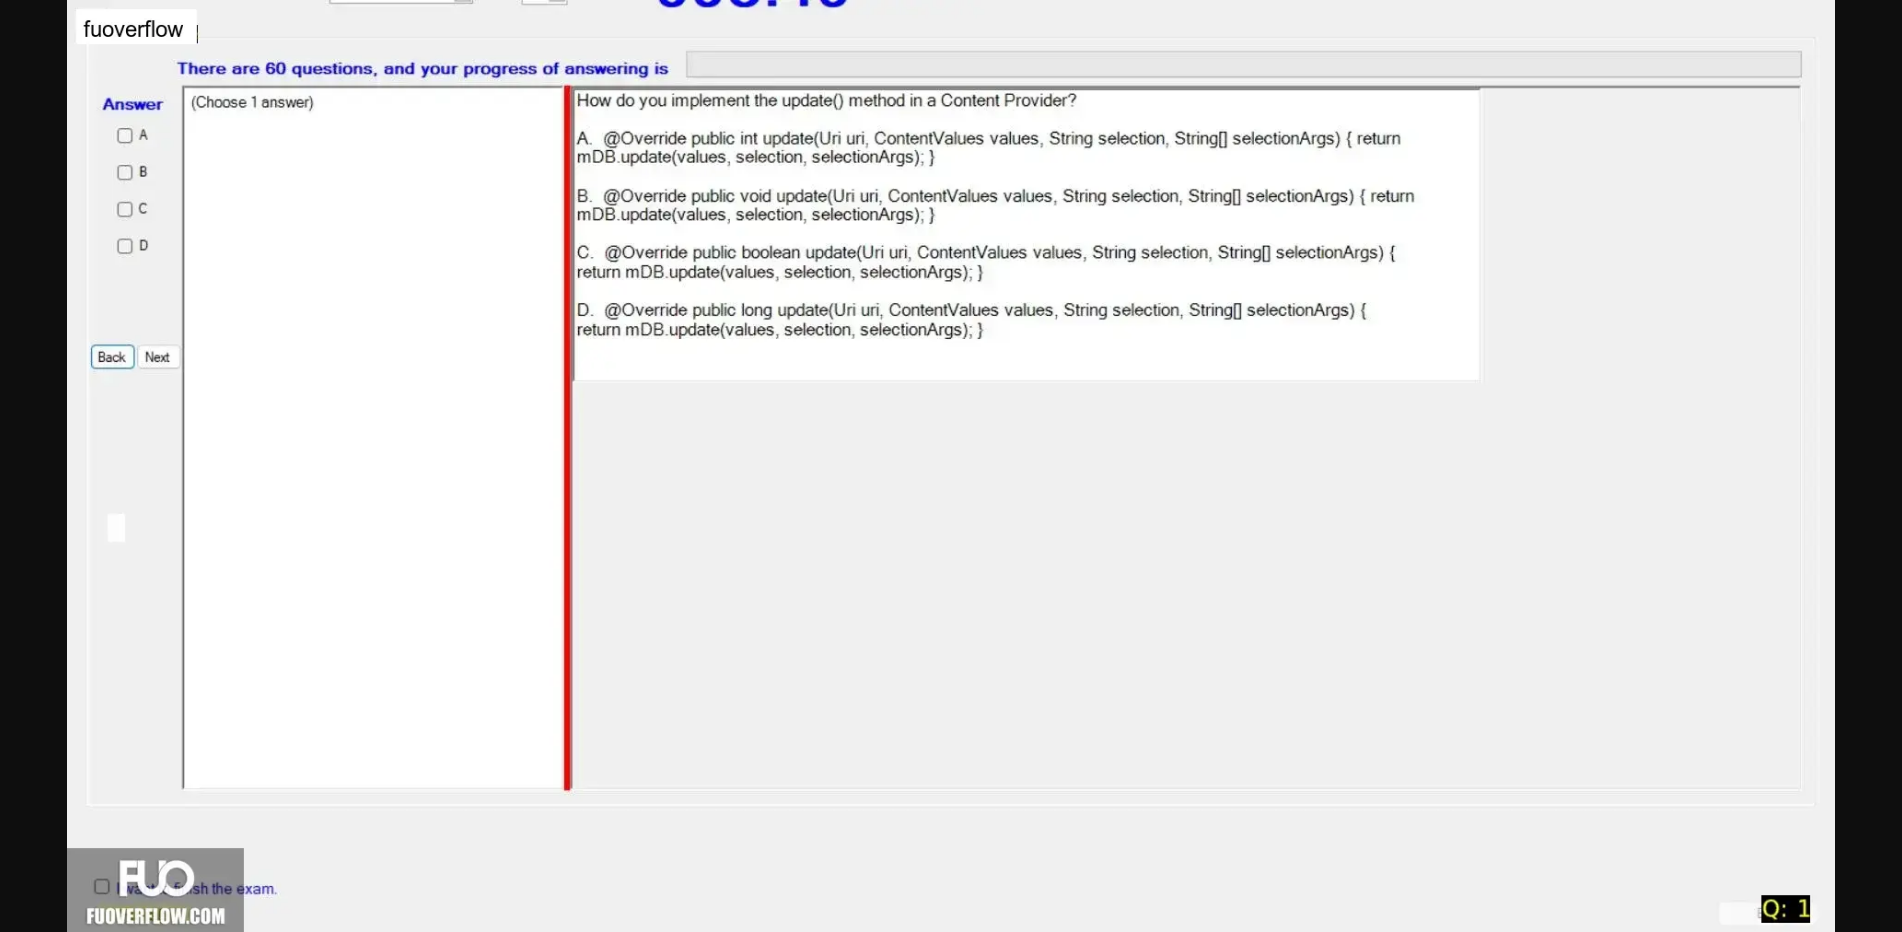 fuoverflow
There are 60 questions, and your progress of answering is
Answer
(Choose 1 answer)
A
B
C
D
Back Next
How do you implement the update() method in a Content Provider?
A. @Override public int update(Uri uri, ContentValues values, String selection, String[] selectionArgs) { return
mDB.update(values, selection, selectionArgs); }
B. @Override public void update(Uri uri, ContentValues values, String selection, String[] selectionArgs) { return
mDB.update(values, selection, selectionArgs); }
C. @Override public boolean update(Uri uri, ContentValues values, String selection, String[] selectionArgs) {
return mDB.update(values, selection, selectionArgs); }
D. @Override public long update(Uri uri, ContentValues values, String selection, String[] selectionArgs) {
return mDB.update(values, selection, selectionArgs); }
FUO
the exam.
FUOVERFLOW.COM
Q: 1